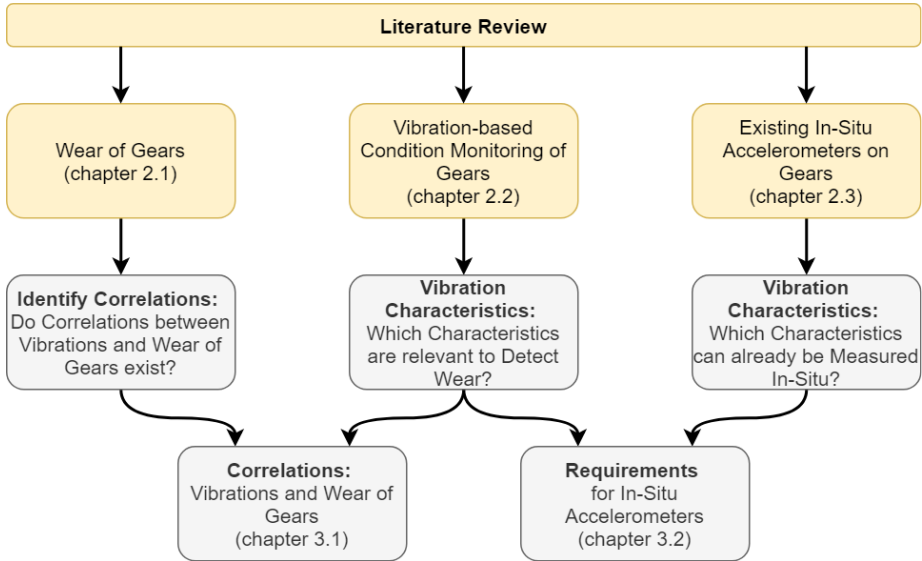 Literature Review
Wear of Gears
(chapter 2.1)
Vibration-based
Condition Monitoring of
Gears
(chapter 2.2)
Existing In-Situ
Accelerometers on
Gears
(chapter 2.3)
Identify Correlations:
Do Correlations between
Vibrations and Wear of
Gears exist?
Vibration
Characteristics:
Which Characteristics
are relevant to Detect
Wear?
Vibration
Characteristics:
Which Characteristics
can already be Measured
In-Situ?
Correlations:
Vibrations and Wear of
Gears
(chapter 3.1)
Requirements
for In-Situ
Accelerometers
(chapter 3.2)